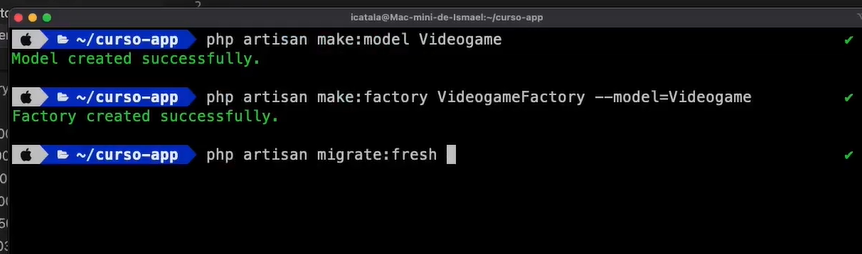 icatala@Mac-mini-de-Ismael:~/curso-app
~/curso-app php artisan make:model Videogame ✔
Model created successfully.
~/curso-app php artisan make:factory VideogameFactory --model=Videogame ✔
Factory created successfully.
~/curso-app php artisan migrate:fresh ✔